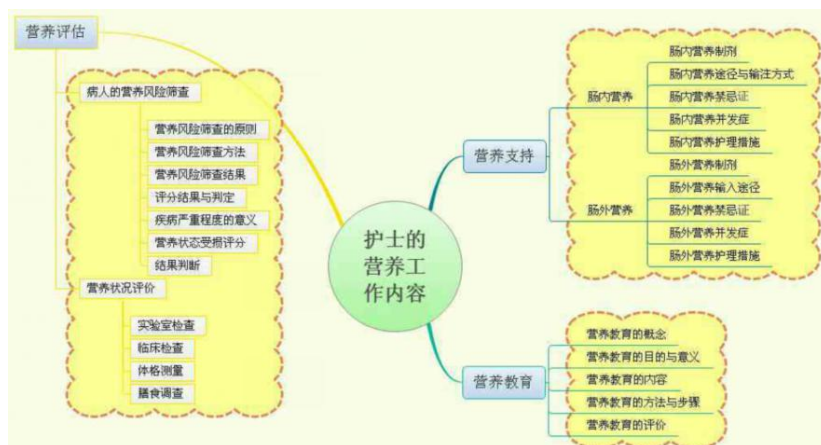 营养评估
病人的营养风险筛查
营养风险筛查的原则
营养风险筛查方法
营养风险筛查结果
评分结果与判定
疾病严重程度的意义
营养状态受报评分
结果判断
营养状况评价
实验室检查
临床检查
体格测量
膳食调查
护士的
营养工
作内容
营养支持
肠内营养
肠内营养制剂
肠内营养途径与输注方式
肠内营养禁忌证
肠内营养并发症
肠内营养护理措施
肠外营养
肠外营养制剂
肠外营养输入途径
肠外营养禁忌证
肠外营养并发症
肠外营养护理措施
营养教育
营养教育的概念
营养教育的目的与意义
营养教育的内容
营养教育的方法与步骤
营养教育的评价